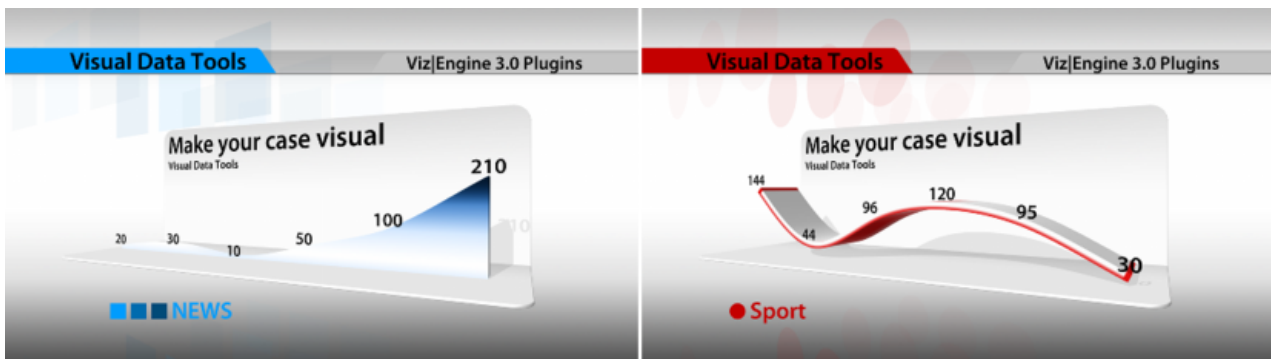 Visual Data Tools
Viz|Engine 3.0 Plugins
Make your case visual
Visual Data Tools
210
100
50
30
20
10
NEWS
Visual Data Tools
Viz|Engine 3.0 Plugins
Make your case visual
Visual Data Tools
144
120
96
95
44
30
Sport